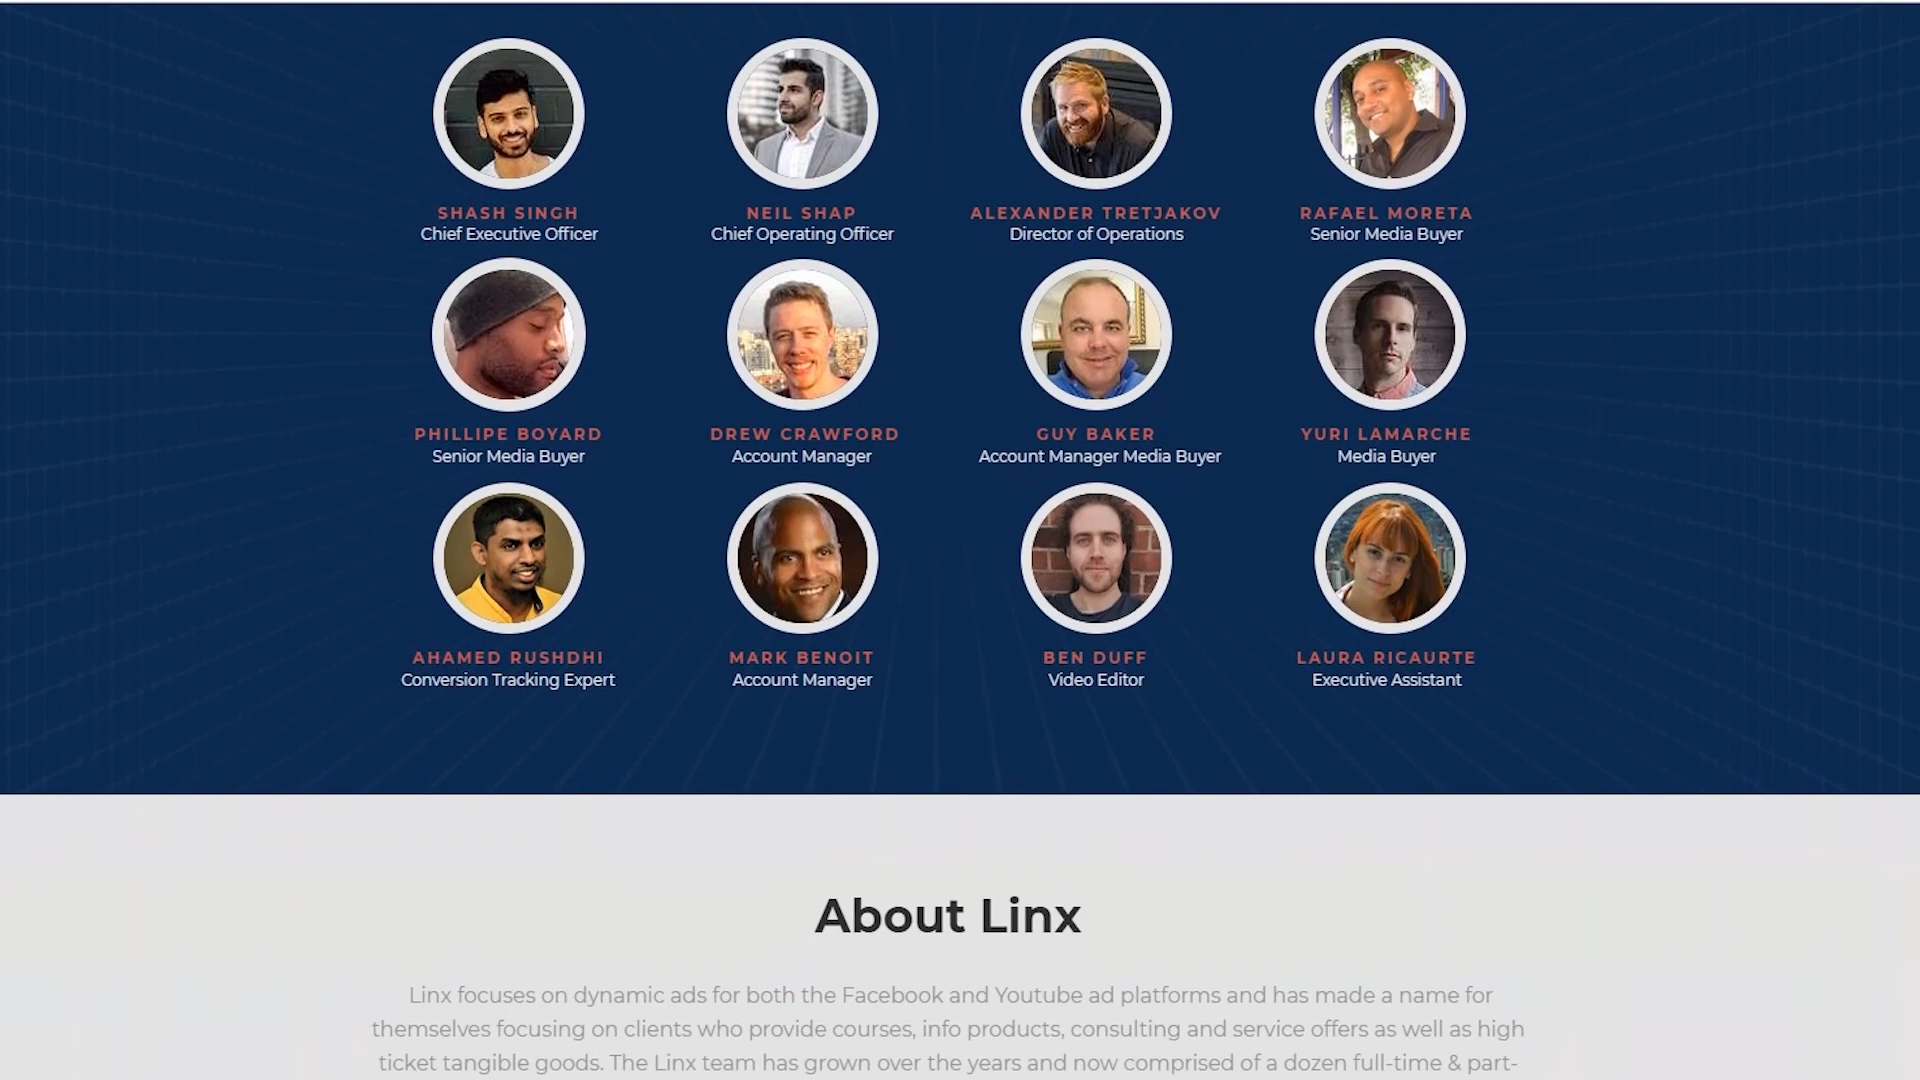 SHASH SINGH
Chief Executive Officer
NEIL SHAP
Chief Operating Officer
ALEXANDER TRETJAKOV
Director of Operations
RAFAEL MORETA
Senior Media Buyer
PHILLIPE BOYARD
Senior Media Buyer
DREW CRAWFORD
Account Manager
GUY BAKER
Account Manager Media Buyer
YURI LAMARCHE
Media Buyer
AHAMED RUSHDHI
Conversion Tracking Expert
MARK BENOIT
Account Manager
BEN DUFF
Video Editor
LAURA RICAURTE
Executive Assistant
About Linx
Linx focuses on dynamic ads for both the Facebook and Youtube ad platforms and has made a name for
themselves focusing on clients who provide courses, info products, consulting and service offers as well as high
ticket tangible goods. The Linx team has grown over the years and now comprised of a dozen full-time & part-